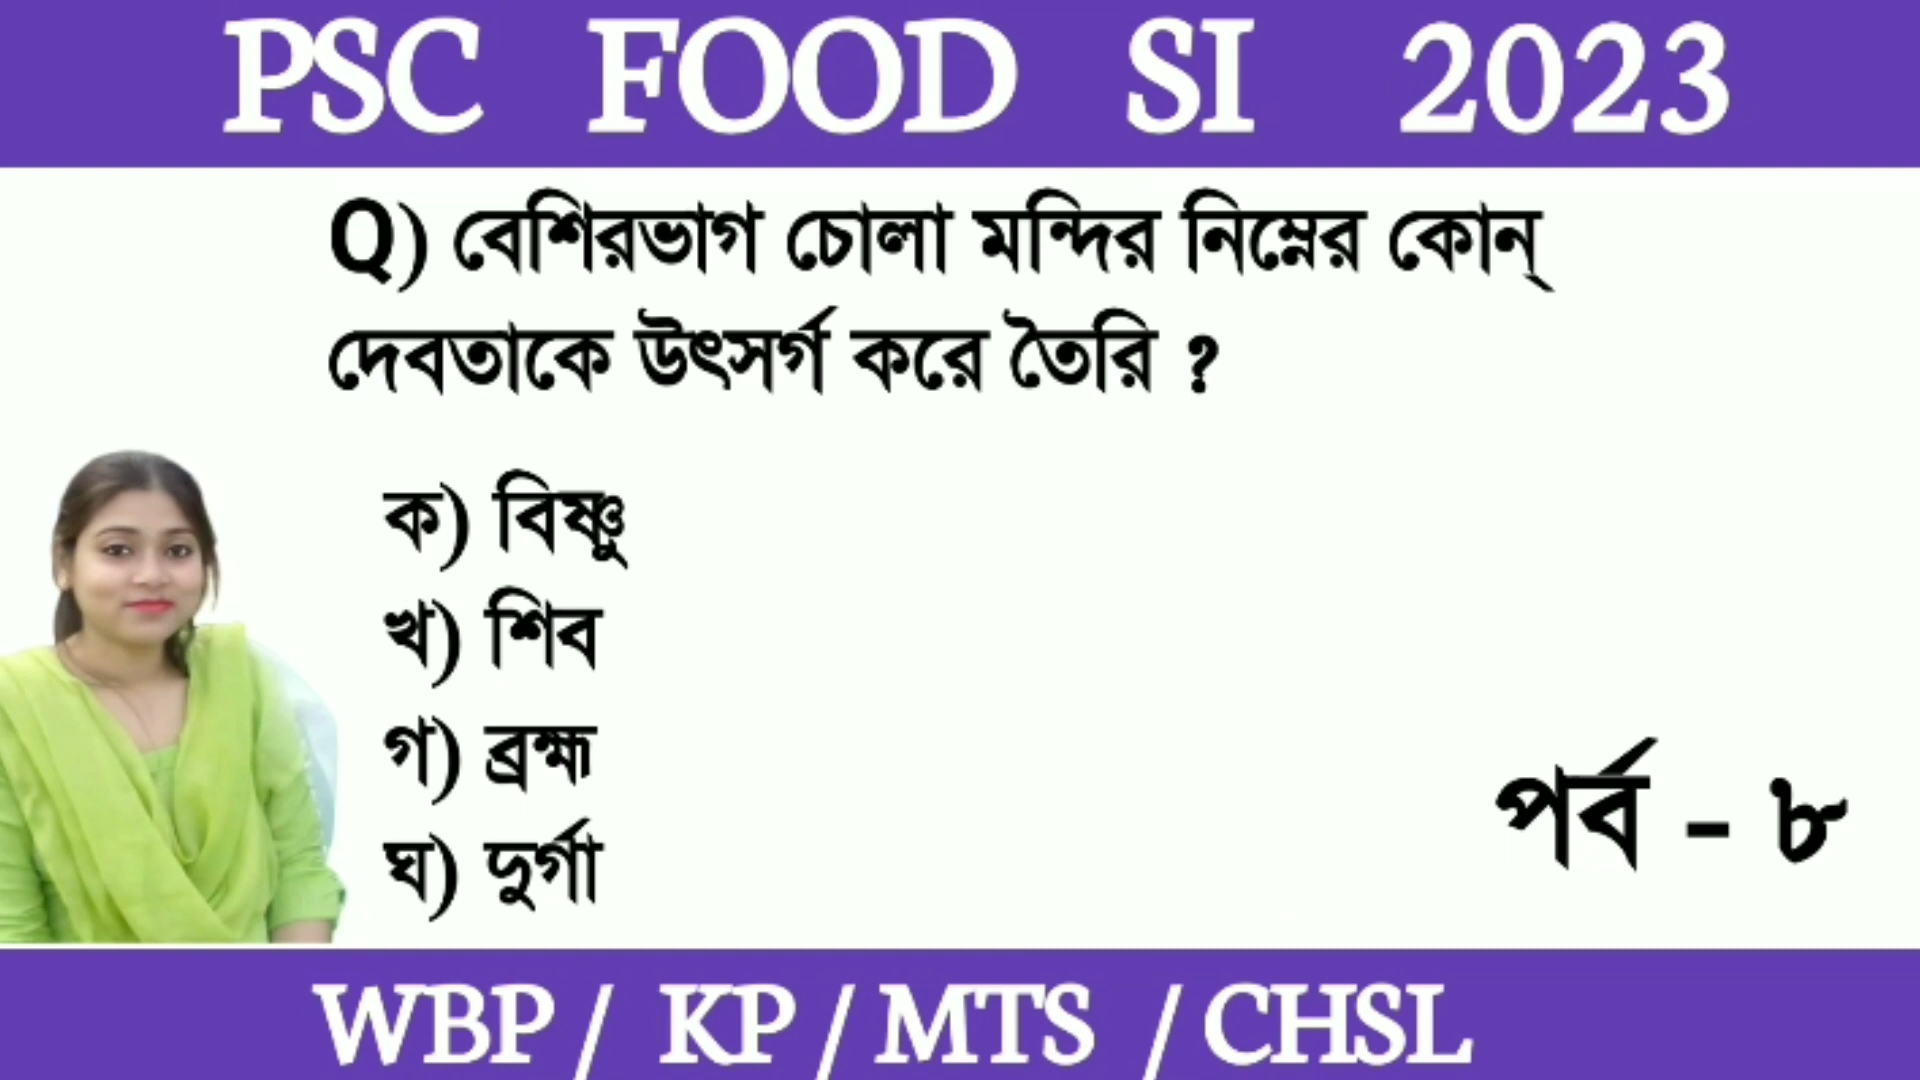 PSC FOOD SI 2023
Q) বেশিরভাগ চোলা মন্দির নিম্নের কোন্
দেবতাকে উৎসর্গ করে তৈরি ?
ক) বিষ্ণু
খ) শিব
গ) ব্রহ্ম
ঘ) দুর্গা
পর্ব - ৮
WBP / KP / MTS / CHSL